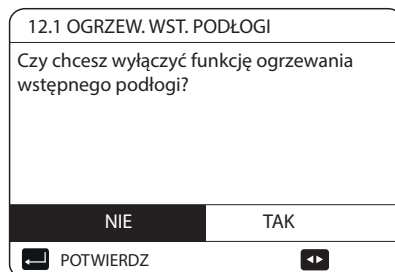 12.1 OGRZEW. WST. PODŁOGI
Czy chcesz wyłączyć funkcję ogrzewania
wstępnego podłogi?
NIE TAK
POTWIERDZ